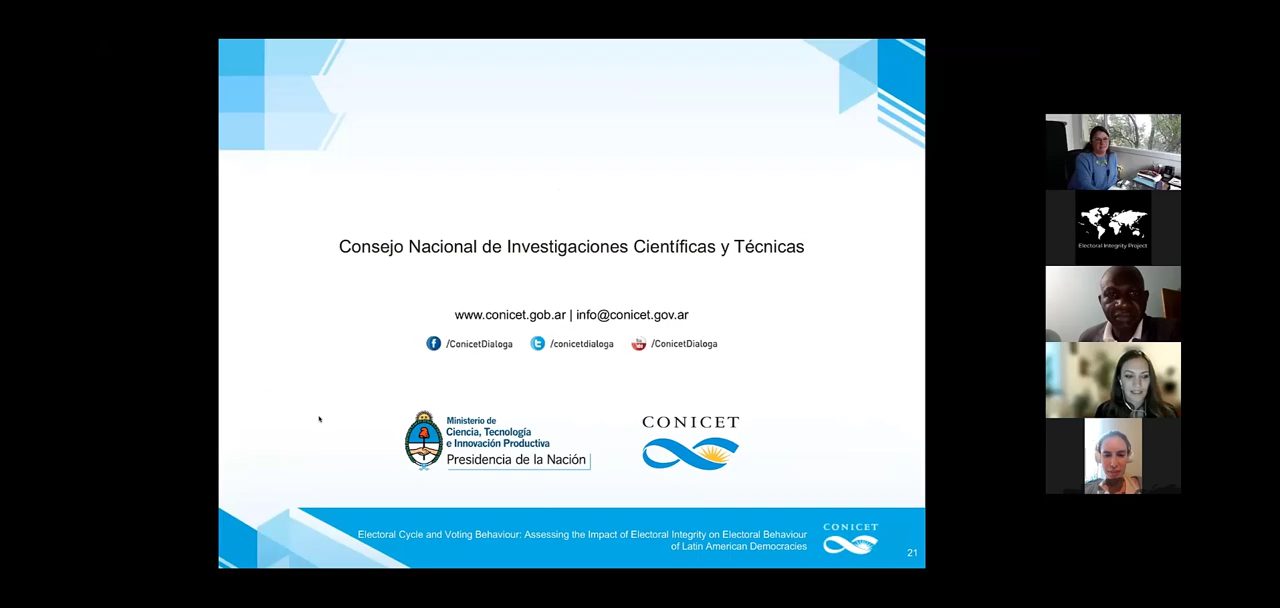 Consejo Nacional de Investigaciones Científicas y Técnicas
www.conicet.gob.ar | info@conicet.gov.ar
/ConicetDialoga /conicetdialoga /ConicetDialoga
Ministerio de
Ciencia, Tecnología
e Innovación Productiva
Presidencia de la Nación
CONICET
Electoral Cycle and Voting Behaviour: Assessing the Impact of Electoral Integrity on Electoral Behaviour
of Latin American Democracies
CONICET
21
Electoral Integrity Project